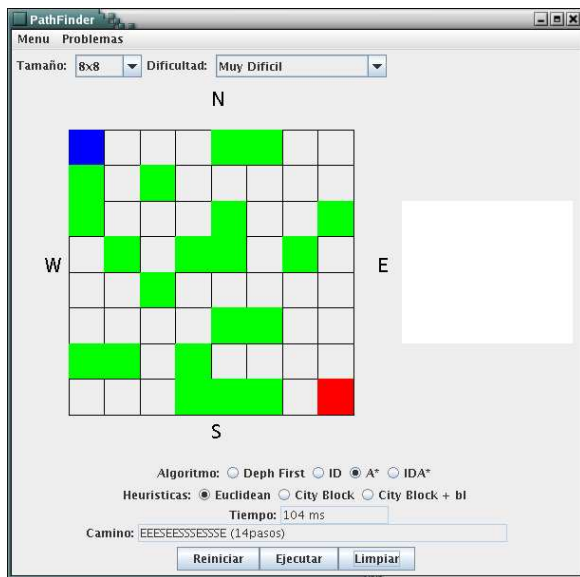 PathFinder
Menu Problemas
Tamaño: 8x8 Dificultad: Muy Dificil
N
W E
S
Algoritmo: Deph First ID A* IDA*
Heuristicas: Euclidean City Block City Block + bl
Tiempo: 104 ms
Camino: EEESEESSSESSSE (14pasos)
Reiniciar Ejecutar Limpiar